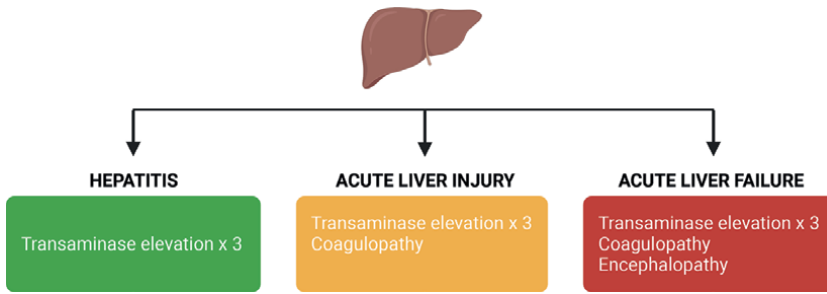 HEPATITIS
Transaminase elevation x 3
ACUTE LIVER INJURY
Transaminase elevation x 3
Coagulopathy
ACUTE LIVER FAILURE
Transaminase elevation x 3
Coagulopathy
Encephalopathy